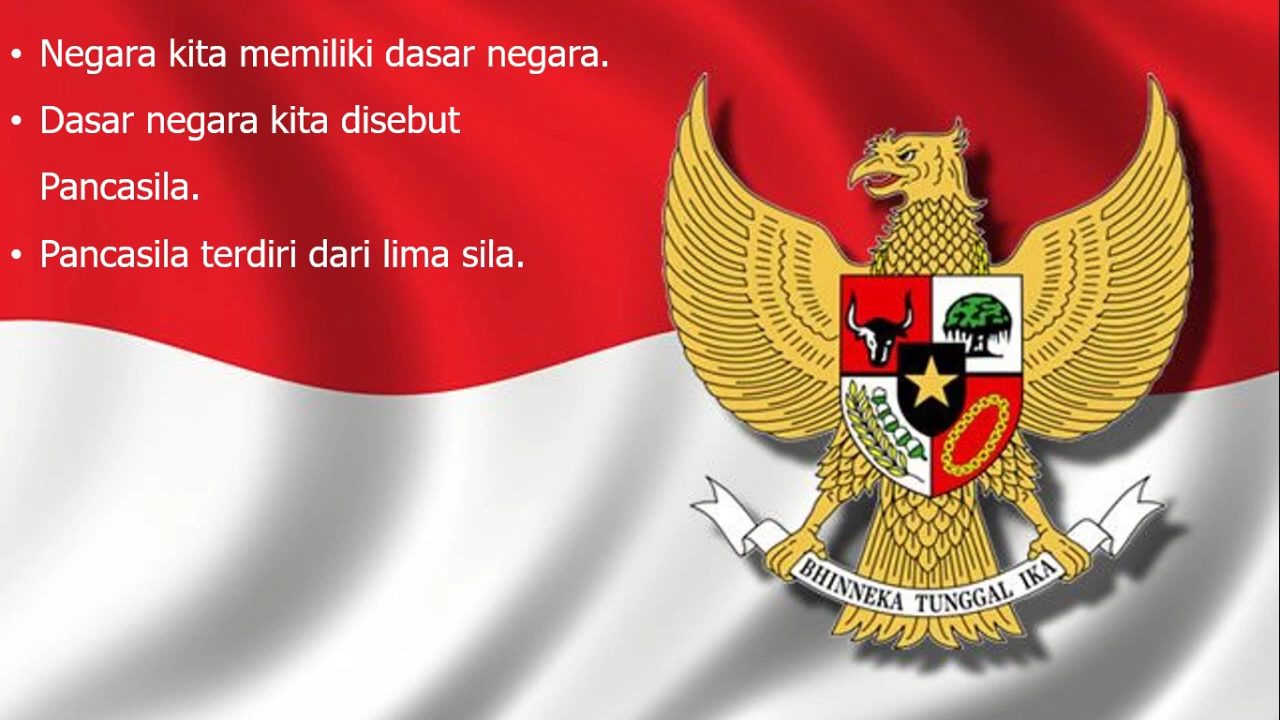 • Negara kita memiliki dasar negara.
• Dasar negara kita disebut
Pancasila.
• Pancasila terdiri dari lima sila.
BHINNEKA TUNGGAL IKA